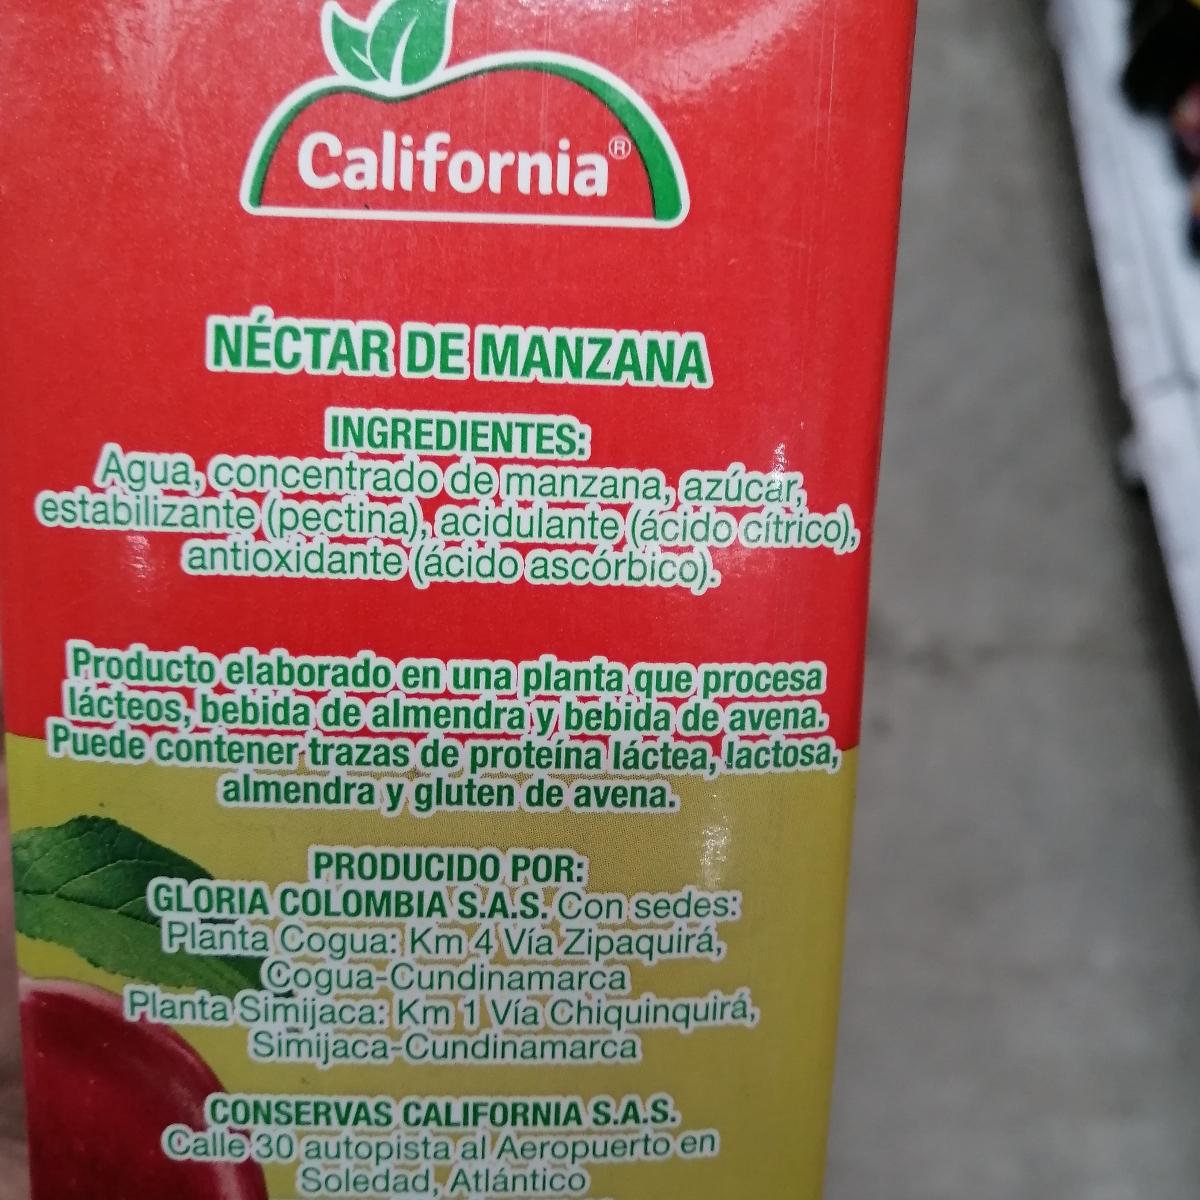 California®
NÉCTAR DE MANZANA
INGREDIENTES:
Agua, concentrado de manzana, azúcar,
estabilizante (pectina), acidulante (ácido cítrico),
antioxidante (ácido ascórbico).
Producto elaborado en una planta que procesa
lácteos, bebida de almendra y bebida de avena.
Puede contener trazas de proteína láctea, lactosa,
almendra y gluten de avena.
PRODUCIDO POR:
GLORIA COLOMBIA S.A.S. Con sedes:
Planta Cogua: Km 4 Vía Zipaquirá,
Cogua-Cundinamarca
Planta Simijaca: Km 1 Vía Chiquinquirá,
Simijaca-Cundinamarca
CONSERVAS CALIFORNIA S.A.S.
Calle 30 autopista al Aeropuerto en
Soledad, Atlántico